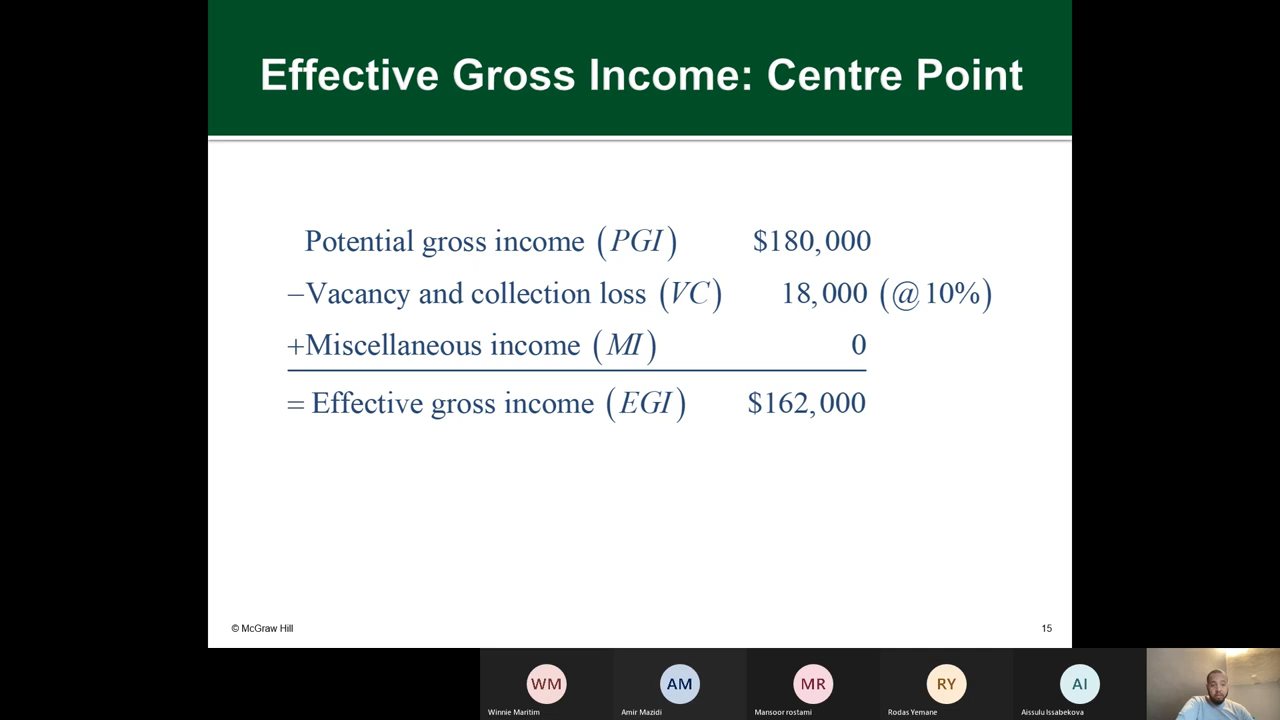 Effective Gross Income: Centre Point
Potential gross income (PGI) $180,000
–Vacancy and collection loss (VC) 18,000 (@10%)
+Miscellaneous income (MI) 0
= Effective gross income (EGI) $162,000
© McGraw Hill 15
WM AM MR RY AI
Winnie Maritim Amir Mazidi Mansoor rostami Rodas Yemane Aissulu Issabekova